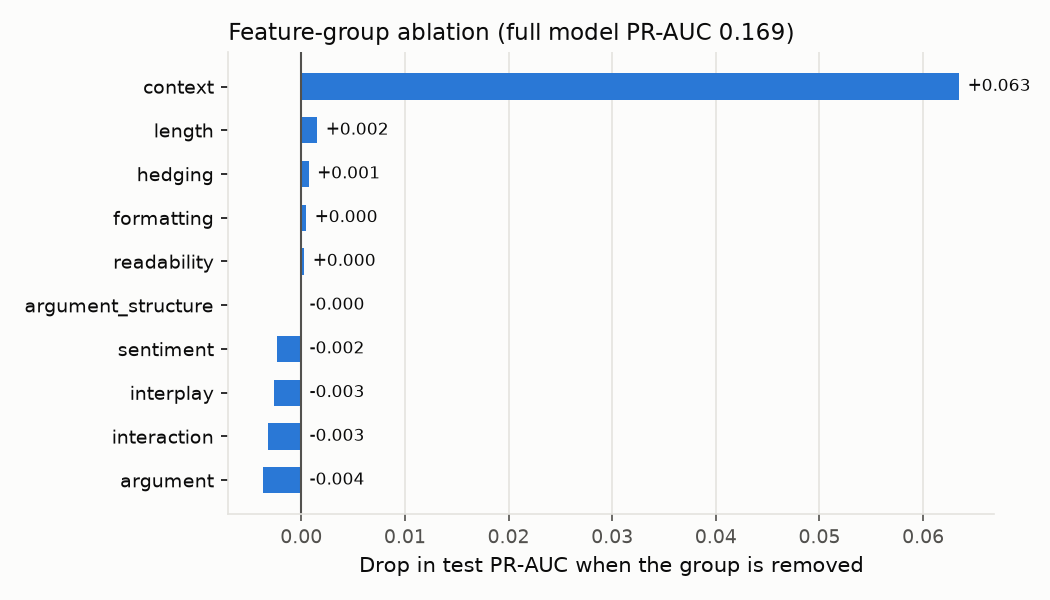 Feature-group ablation (full model PR-AUC 0.169)
context +0.063
length +0.002
hedging +0.001
formatting +0.000
readability +0.000
argument_structure -0.000
sentiment -0.002
interplay -0.003
interaction -0.003
argument -0.004
0.00 0.01 0.02 0.03 0.04 0.05 0.06
Drop in test PR-AUC when the group is removed